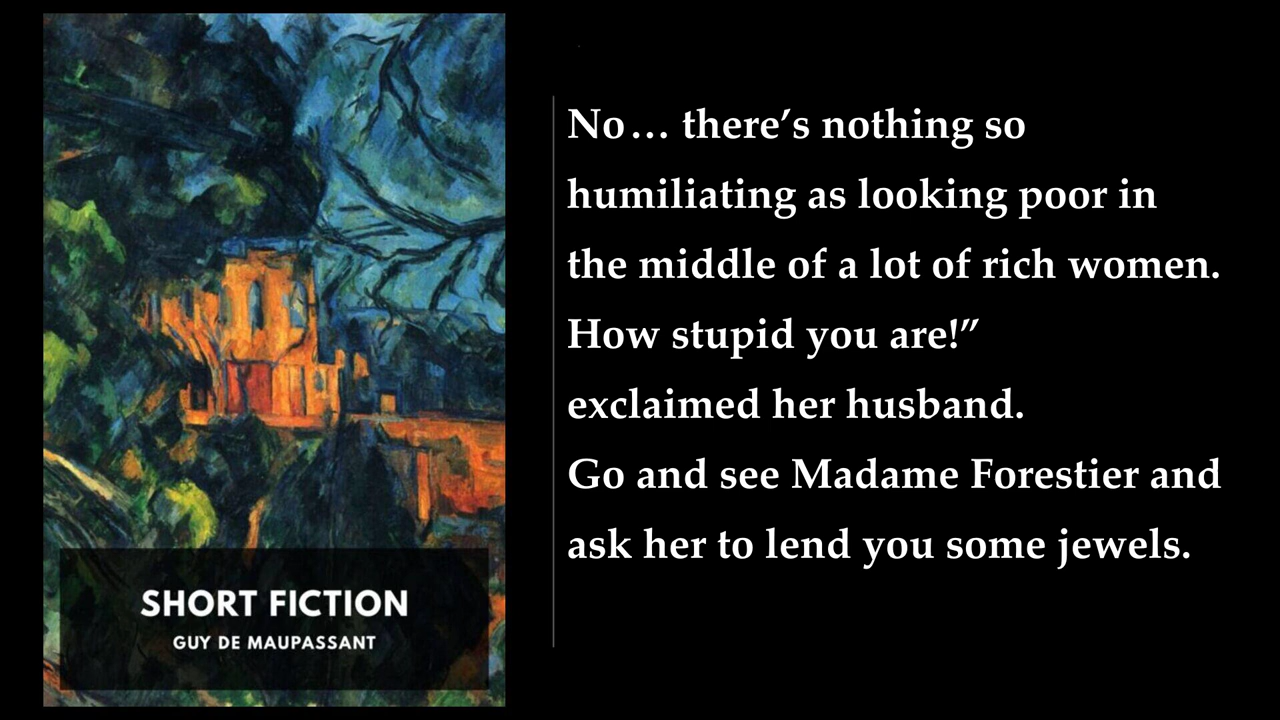 No… there’s nothing so
humiliating as looking poor in
the middle of a lot of rich women.
How stupid you are!”
exclaimed her husband.
Go and see Madame Forestier and
ask her to lend you some jewels.
SHORT FICTION
GUY DE MAUPASSANT